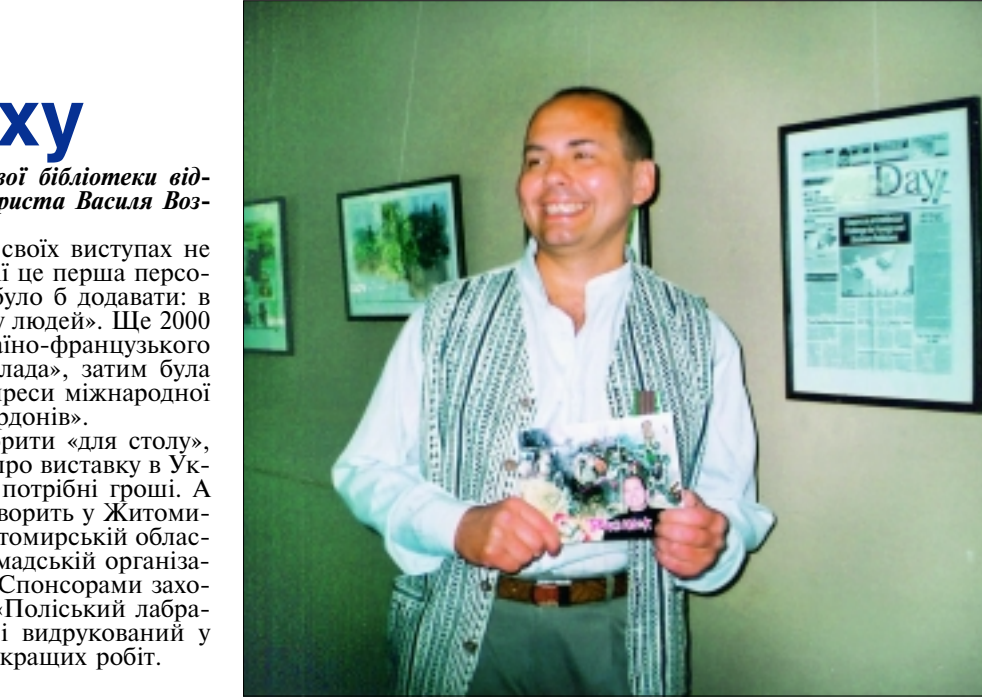 ху
вої бібліотеки від-
риста Василя Воз-
своїх виступах не
ї це перша персо-
було б додавати: в
у людей». Ще 2000
аїно-французького
лада», затим була
преси міжнародної
рдонів».
рити «для столу»,
про виставку в Ук-
потрібні гроші. А
ворить у Житоми-
томирській облас-
мадській організа-
Спонсорами захо-
«Поліський лабра-
і видрукований у
кращих робіт.
Day